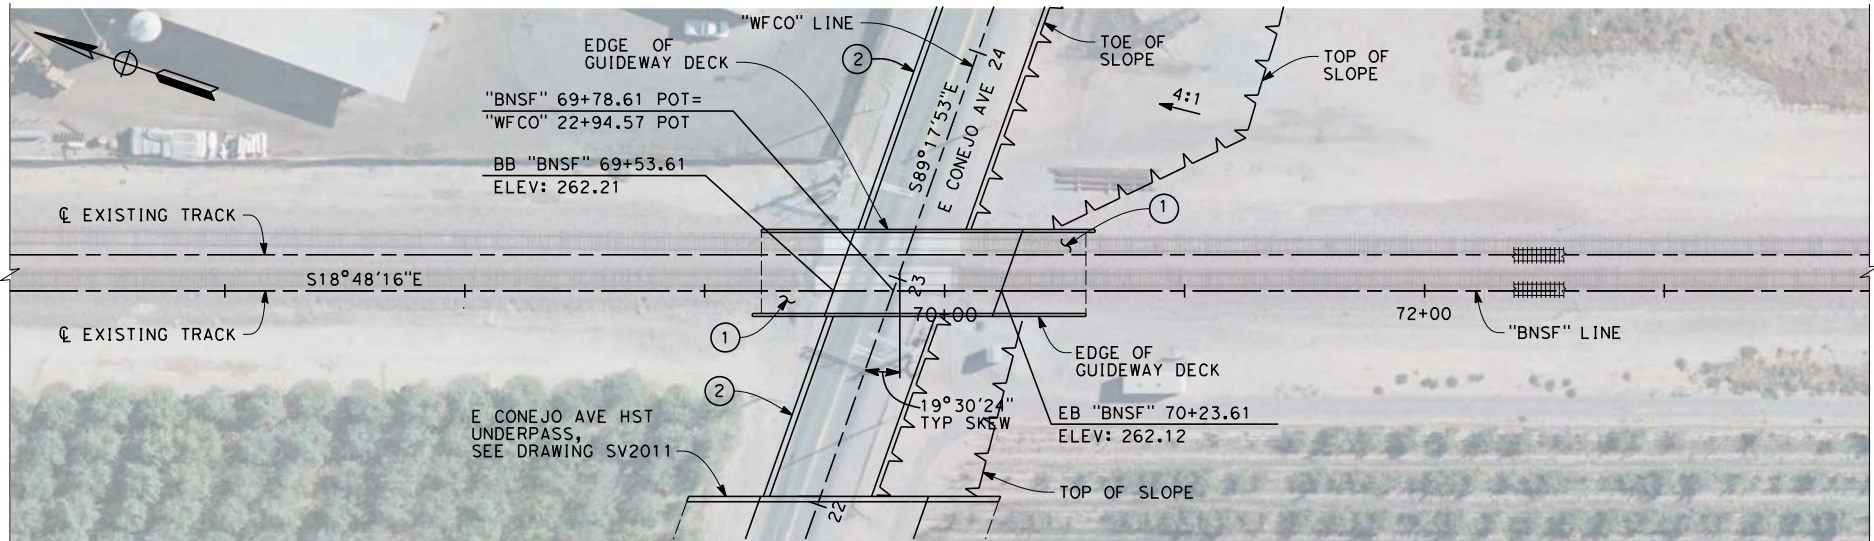 "WFCO" LINE
EDGE OF
GUIDEWAY DECK
2
TOE OF
SLOPE
TOP OF
SLOPE
4:1
"BNSF" 69+78.61 POT=
"WFCO" 22+94.57 POT
S89°17'53"E
E CONEJO AVE 24
BB "BNSF" 69+53.61
ELEV: 262.21
1
℄ EXISTING TRACK
S18°48'16"E
23
70+00
72+00
℄ EXISTING TRACK
1
"BNSF" LINE
EDGE OF
GUIDEWAY DECK
2
19°30'24"
TYP SKEW
EB "BNSF" 70+23.61
ELEV: 262.12
E CONEJO AVE HST
UNDERPASS,
SEE DRAWING SV2011
TOP OF SLOPE
22